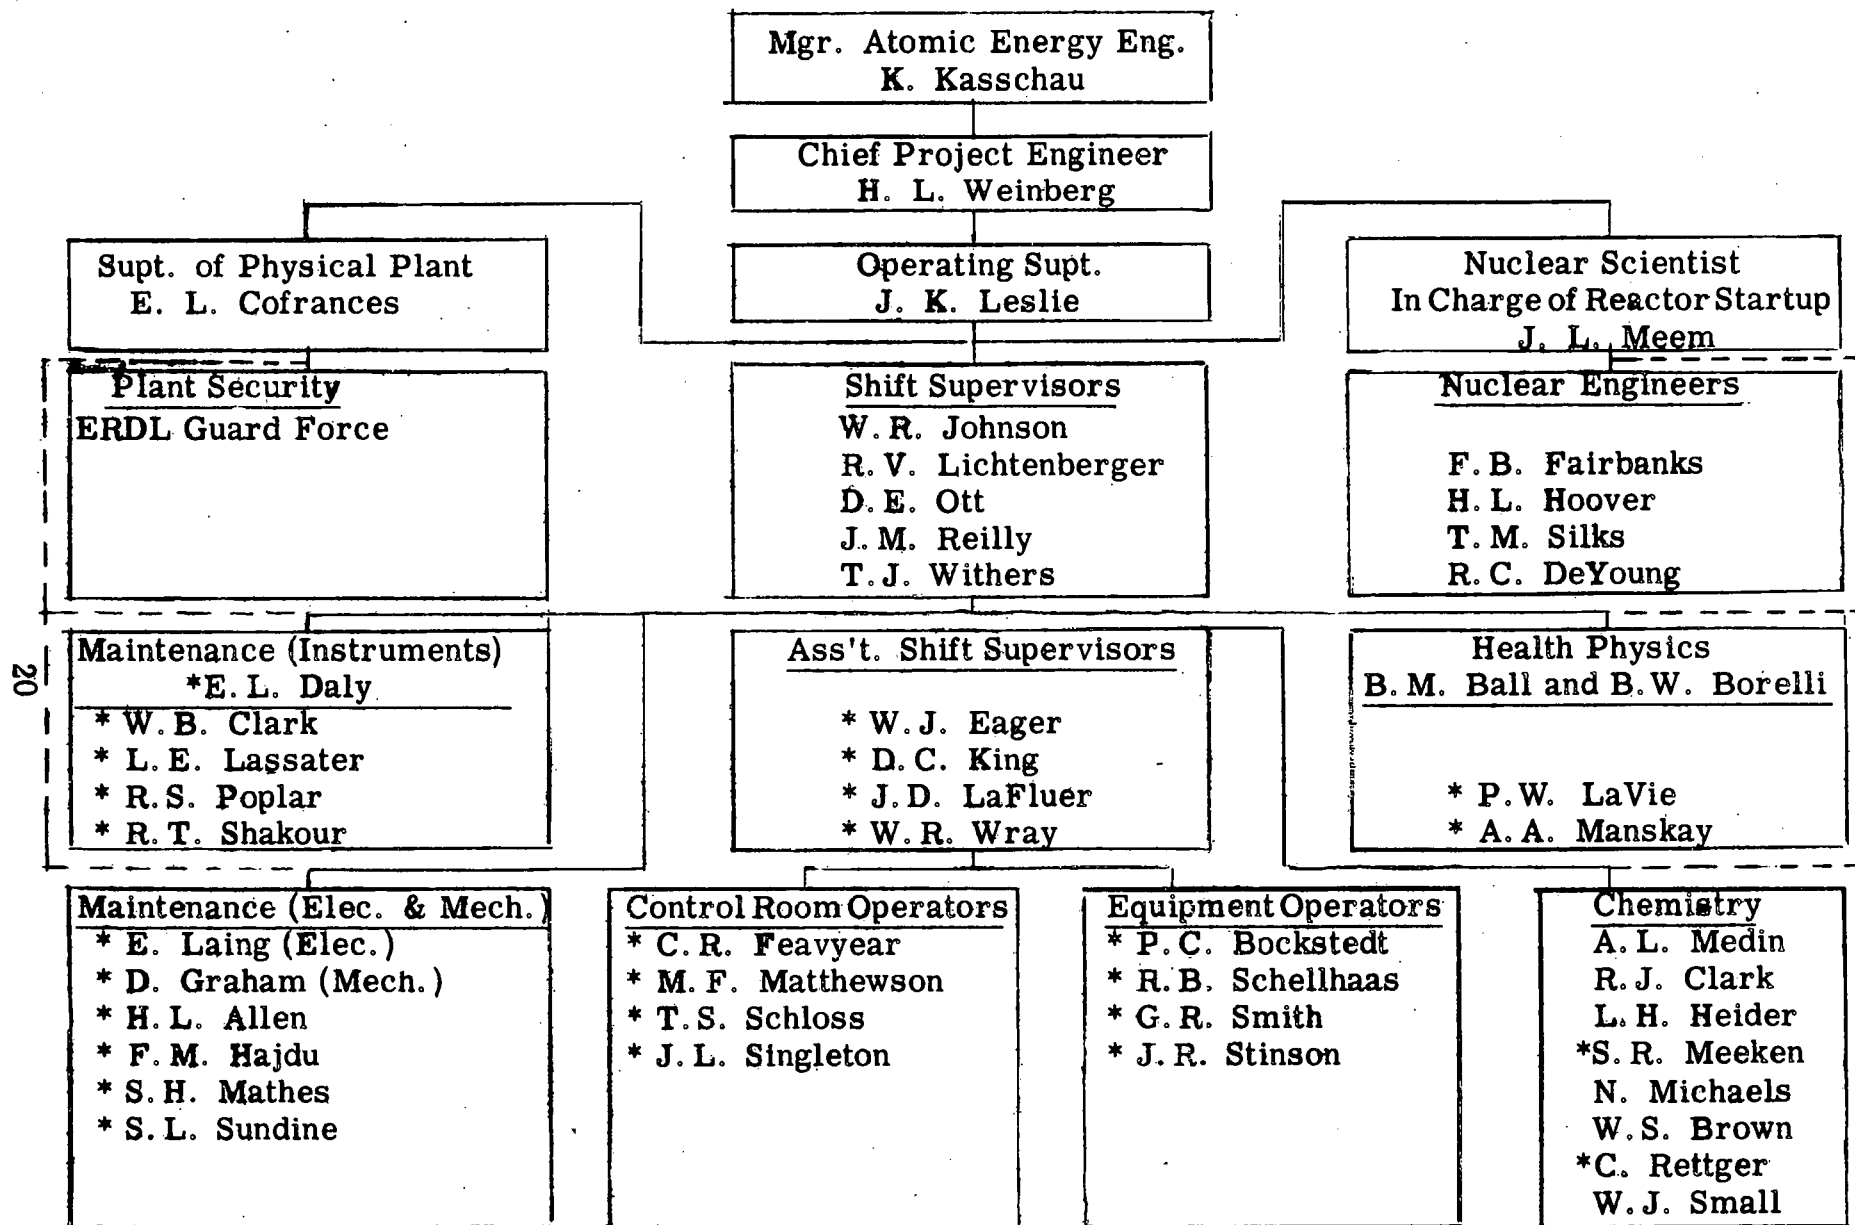 Mgr. Atomic Energy Eng.
K. Kasschau
Chief Project Engineer
H. L. Weinberg
Supt. of Physical Plant
E. L. Cofrances
Operating Supt.
J. K. Leslie
Nuclear Scientist
In Charge of Reactor Startup
J. L. Meem
Plant Security
ERDL Guard Force
Shift Supervisors
W. R. Johnson
R. V. Lichtenberger
D. E. Ott
J. M. Reilly
T. J. Withers
Nuclear Engineers
F. B. Fairbanks
H. L. Hoover
T. M. Silks
R. C. DeYoung
Maintenance (Instruments)
*E. L. Daly
* W. B. Clark
* L. E. Lassater
* R. S. Poplar
* R. T. Shakour
Ass't. Shift Supervisors
* W. J. Eager
* D. C. King
* J. D. LaFluer
* W. R. Wray
Health Physics
B. M. Ball and B. W. Borelli
* P. W. LaVie
* A. A. Manskay
Maintenance (Elec. & Mech.)
* E. Laing (Elec.)
* D. Graham (Mech.)
* H. L. Allen
* F. M. Hajdu
* S. H. Mathes
* S. L. Sundine
Control Room Operators
* C. R. Feavyear
* M. F. Matthewson
* T. S. Schloss
* J. L. Singleton
Equipment Operators
* P. C. Bockstedt
* R. B. Schellhaas
* G. R. Smith
* J. R. Stinson
Chemistry
A. L. Medin
R. J. Clark
L. H. Heider
*S. R. Meeken
N. Michaels
W. S. Brown
*C. Rettger
W. J. Small
20